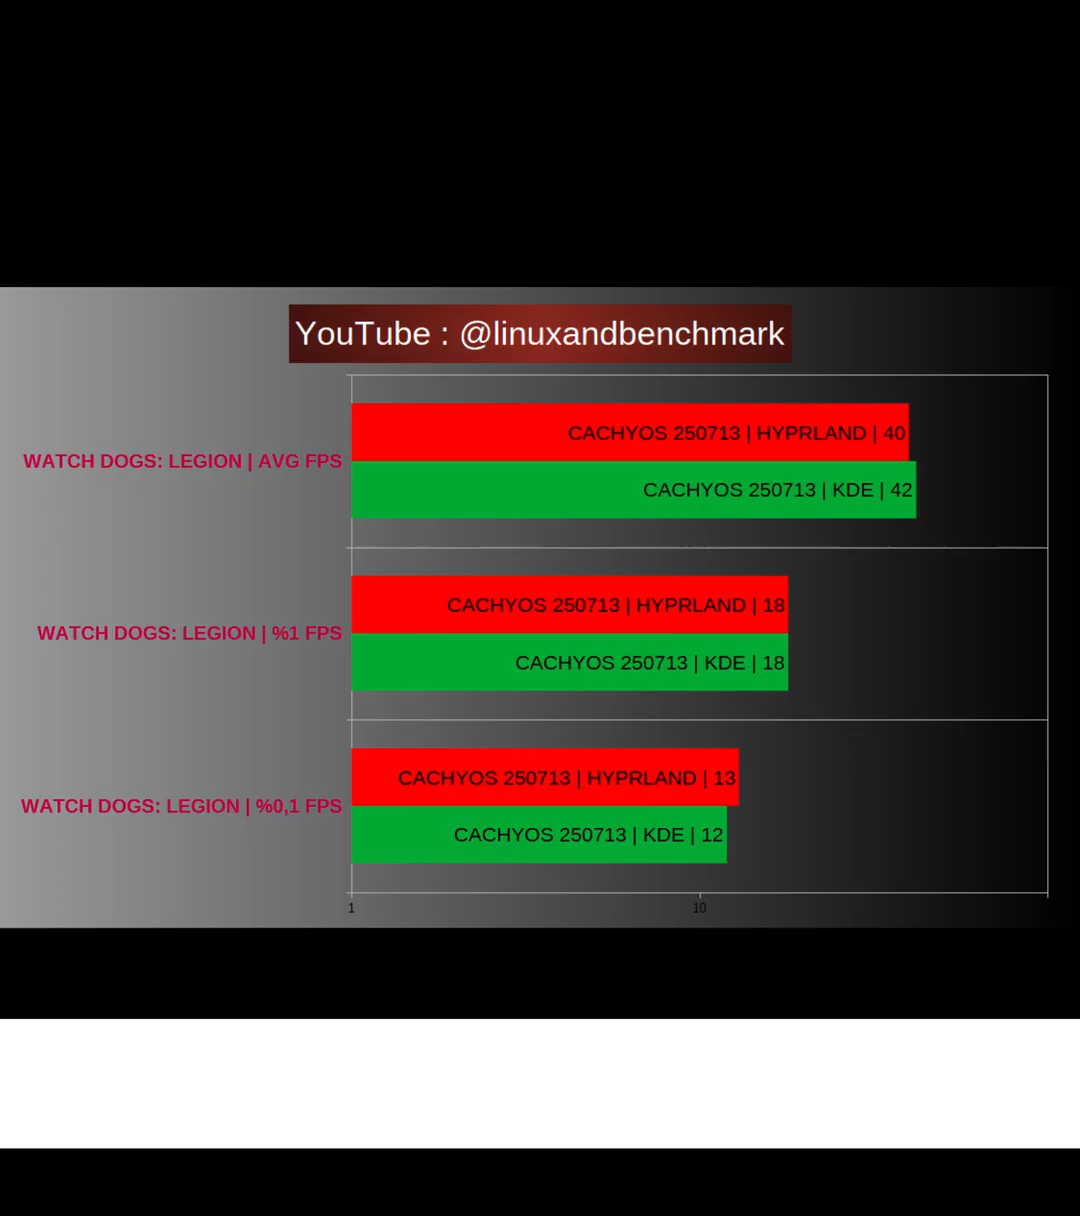 YouTube : @linuxandbenchmark
CACHYOS 250713 | HYPRLAND | 40
WATCH DOGS: LEGION | AVG FPS
CACHYOS 250713 | KDE | 42
CACHYOS 250713 | HYPRLAND | 18
WATCH DOGS: LEGION | %1 FPS
CACHYOS 250713 | KDE | 18
CACHYOS 250713 | HYPRLAND | 13
WATCH DOGS: LEGION | %0,1 FPS
CACHYOS 250713 | KDE | 12
1 10